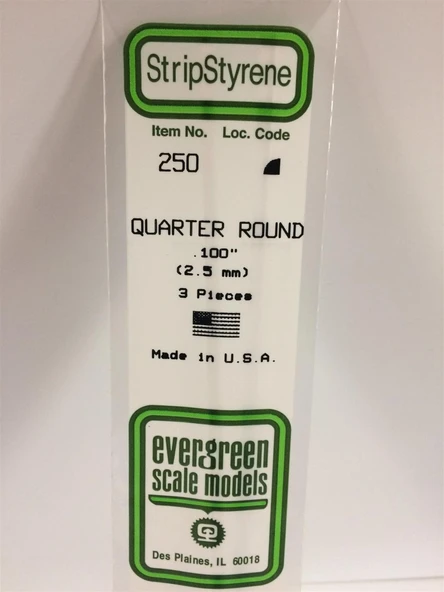 StripStyrene
Item No. Loc. Code
250
QUARTER ROUND
.100"
(2.5 mm)
3 Pieces
Made in U.S.A.
evergreen
scale models
Des Plaines, IL 60018